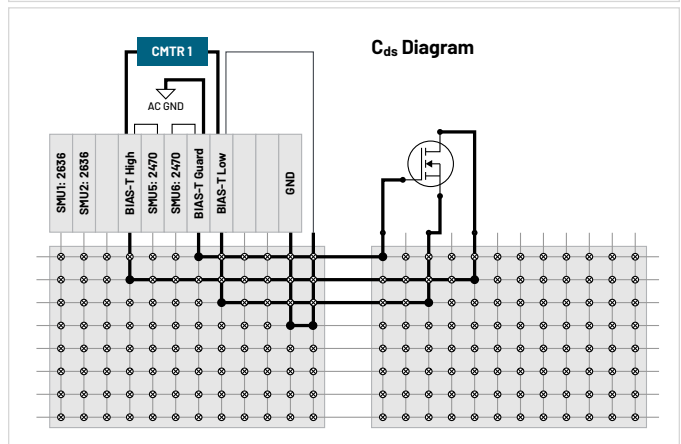 C_ds Diagram
CMTR 1
AC GND
SMU1: 2636
SMU2: 2636
BIAS-T High
SMU5: 2470
SMU6: 2470
BIAS-T Guard
BIAS-T Low
GND